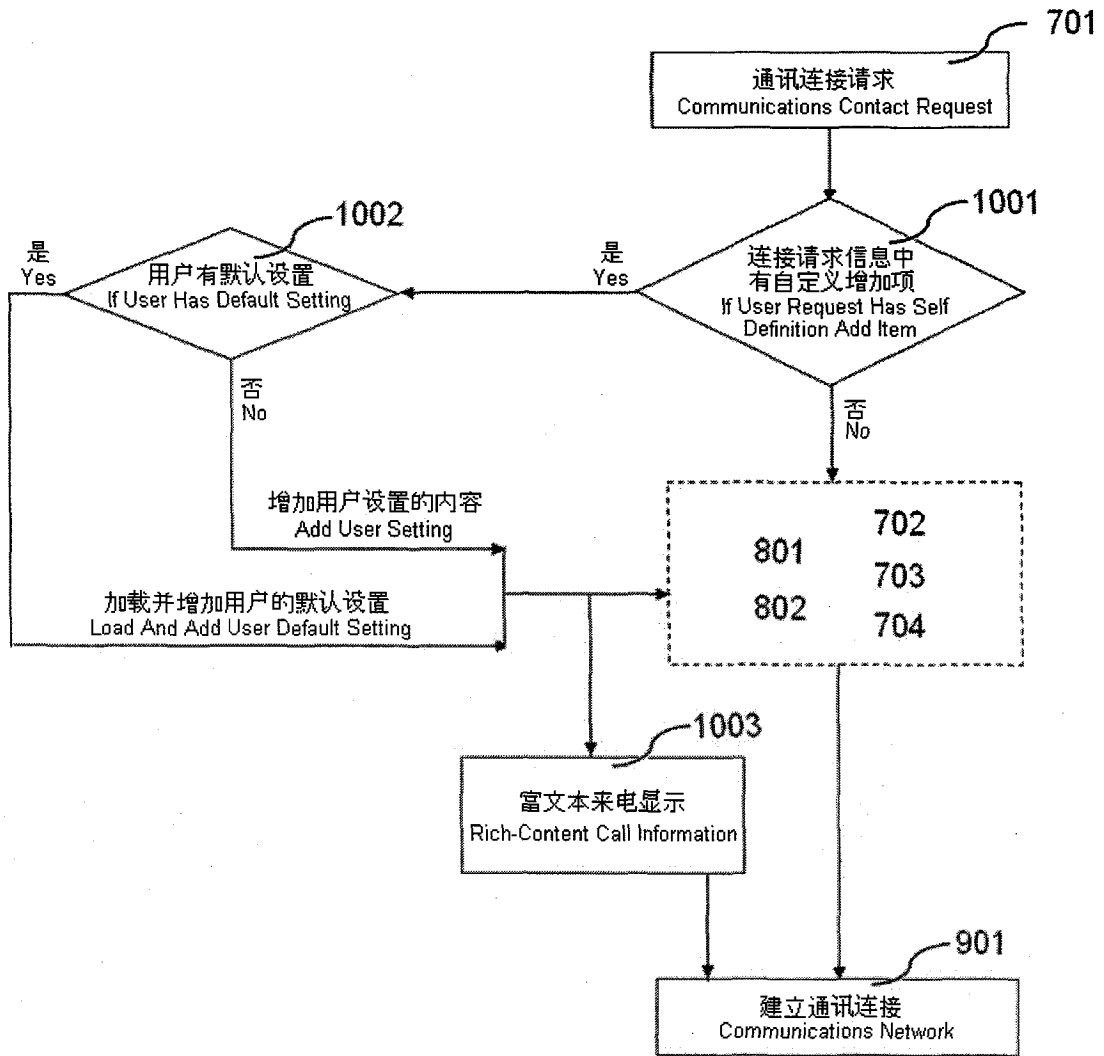 701
通讯连接请求
Communications Contact Request
1001
连接请求信息中
有自定义增加项
If User Request Has Self
Definition Add Item
是
Yes
1002
用户有默认设置
If User Has Default Setting
是
Yes
否
No
否
No
增加用户设置的内容
Add User Setting
加载并增加用户的默认设置
Load And Add User Default Setting
801
802
702
703
704
1003
富文本来电显示
Rich-Content Call Information
901
建立通讯连接
Communications Network